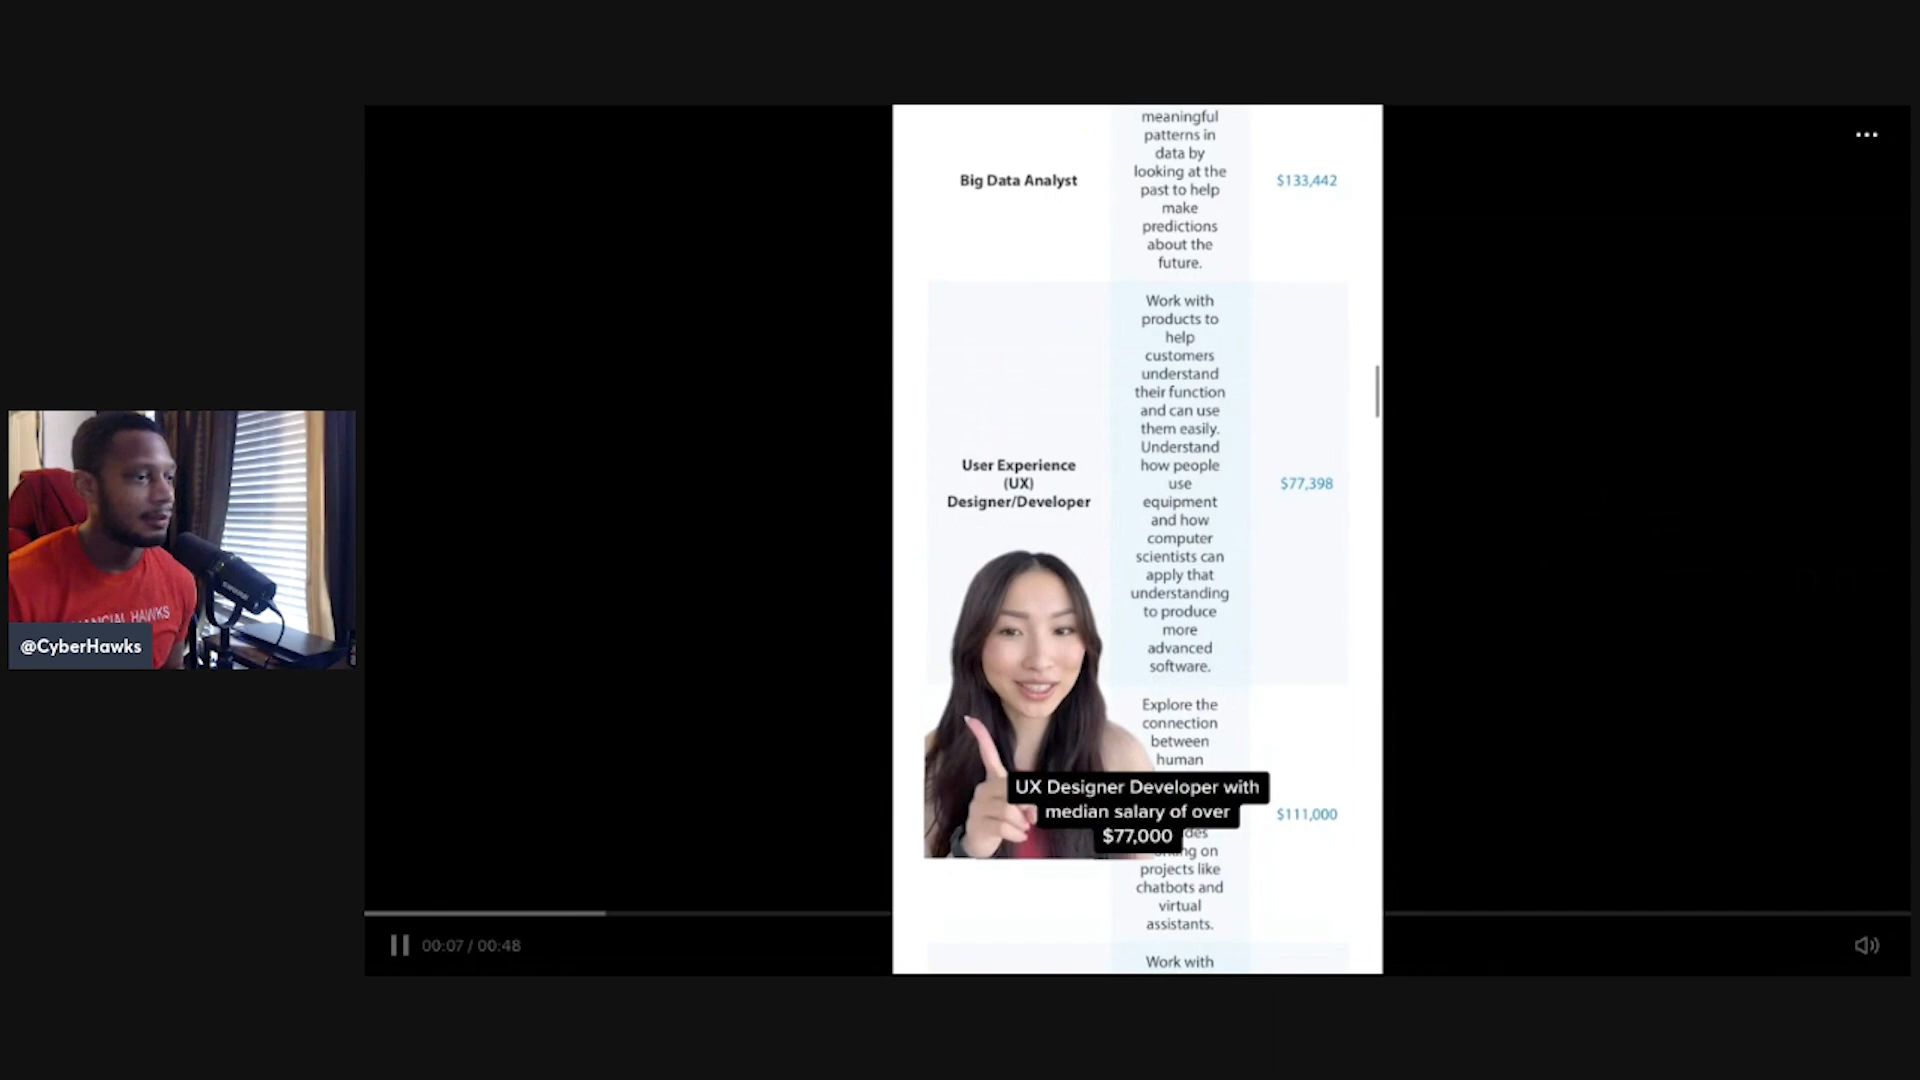 meaningful
patterns in
data by
looking at the
past to help
make
predictions
about the
future.
Big Data Analyst
$133,442
Work with
products to
help
customers
understand
their function
and can use
them easily.
Understand
how people
use
equipment
and how
computer
scientists can
apply that
understanding
to produce
more
advanced
software.
User Experience
(UX)
Designer/Developer
$77,398
Explore the
connection
between
human
UX Designer Developer with
median salary of over
$77,000
$111,000
projects like
chatbots and
virtual
assistants.
Work with
HAWKS
@CyberHawks
00:07 / 00:48